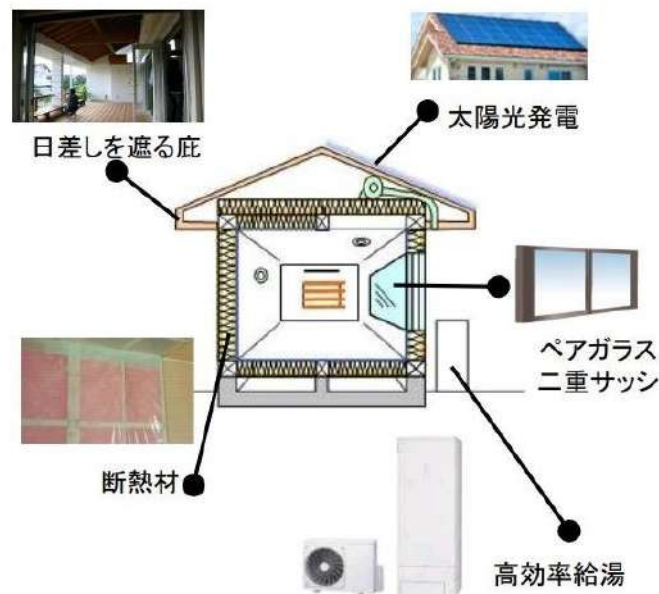 太陽光発電
日差しを遮る庇
ペアガラス
二重サッシ
断熱材
高効率給湯